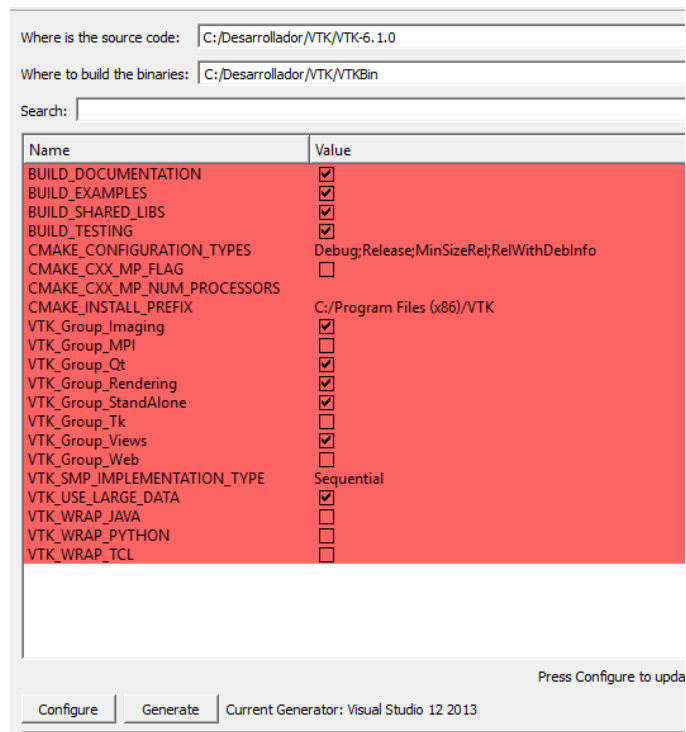 Where is the source code: C:/Desarrollador/VTK/VTK-6.1.0
Where to build the binaries: C:/Desarrollador/VTK/VTKBin
Search:
Name Value
BUILD_DOCUMENTATION
BUILD_EXAMPLES
BUILD_SHARED_LIBS
BUILD_TESTING
CMAKE_CONFIGURATION_TYPES Debug;Release;MinSizeRel;RelWithDebInfo
CMAKE_CXX_MP_FLAG
CMAKE_CXX_MP_NUM_PROCESSORS
CMAKE_INSTALL_PREFIX C:/Program Files (x86)/VTK
VTK_Group_Imaging
VTK_Group_MPI
VTK_Group_Qt
VTK_Group_Rendering
VTK_Group_StandAlone
VTK_Group_Tk
VTK_Group_Views
VTK_Group_Web
VTK_SMP_IMPLEMENTATION_TYPE Sequential
VTK_USE_LARGE_DATA
VTK_WRAP_JAVA
VTK_WRAP_PYTHON
VTK_WRAP_TCL
Press Configure to upda
Configure Generate Current Generator: Visual Studio 12 2013